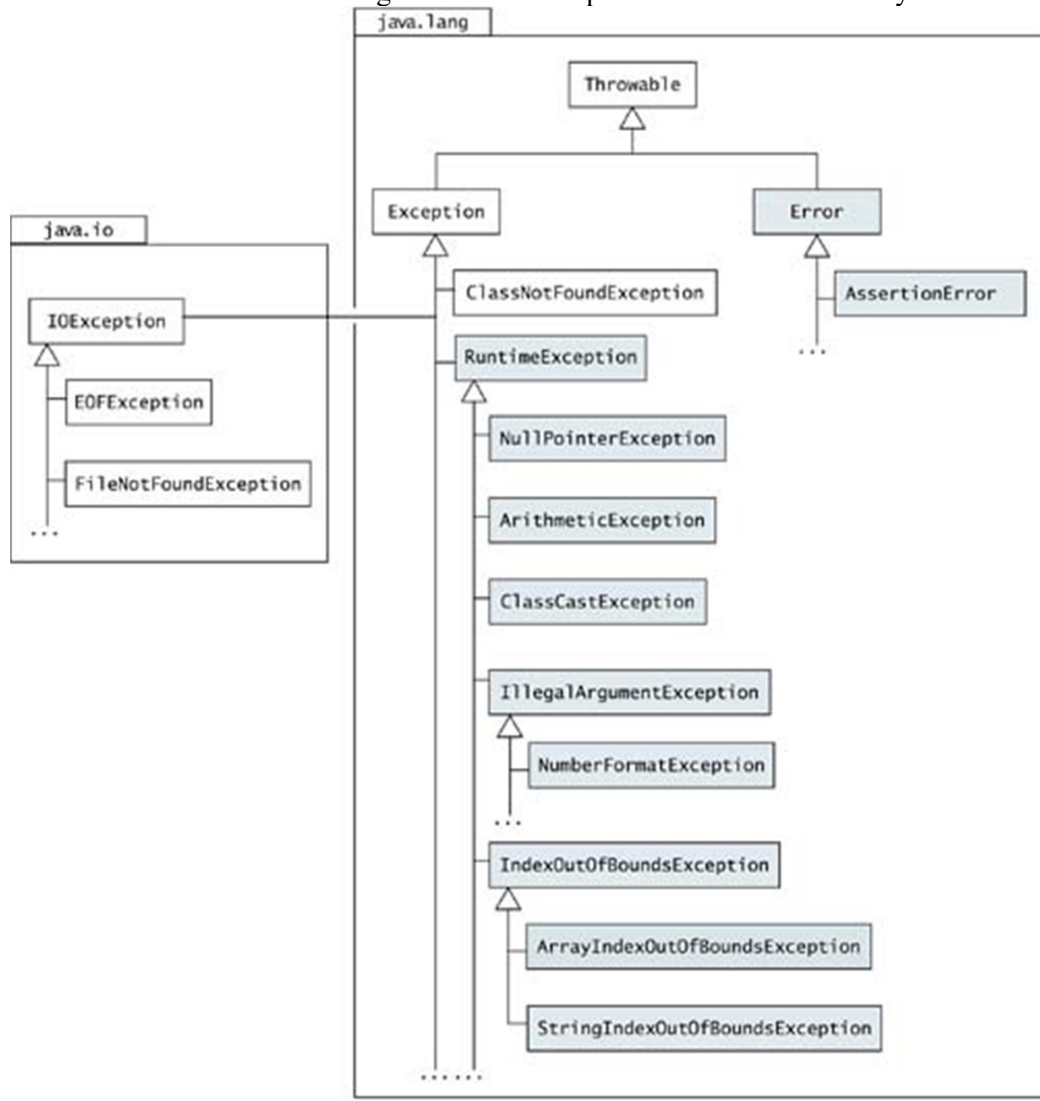 java.lang
Throwable
Exception
Error
java.io
ClassNotFoundException
AssertionError
IOException
...
RuntimeException
EOFException
NullPointerException
FileNotFoundException
ArithmeticException
...
ClassCastException
IllegalArgumentException
NumberFormatException
...
IndexOutOfBoundsException
ArrayIndexOutOfBoundsException
StringIndexOutOfBoundsException
... ...